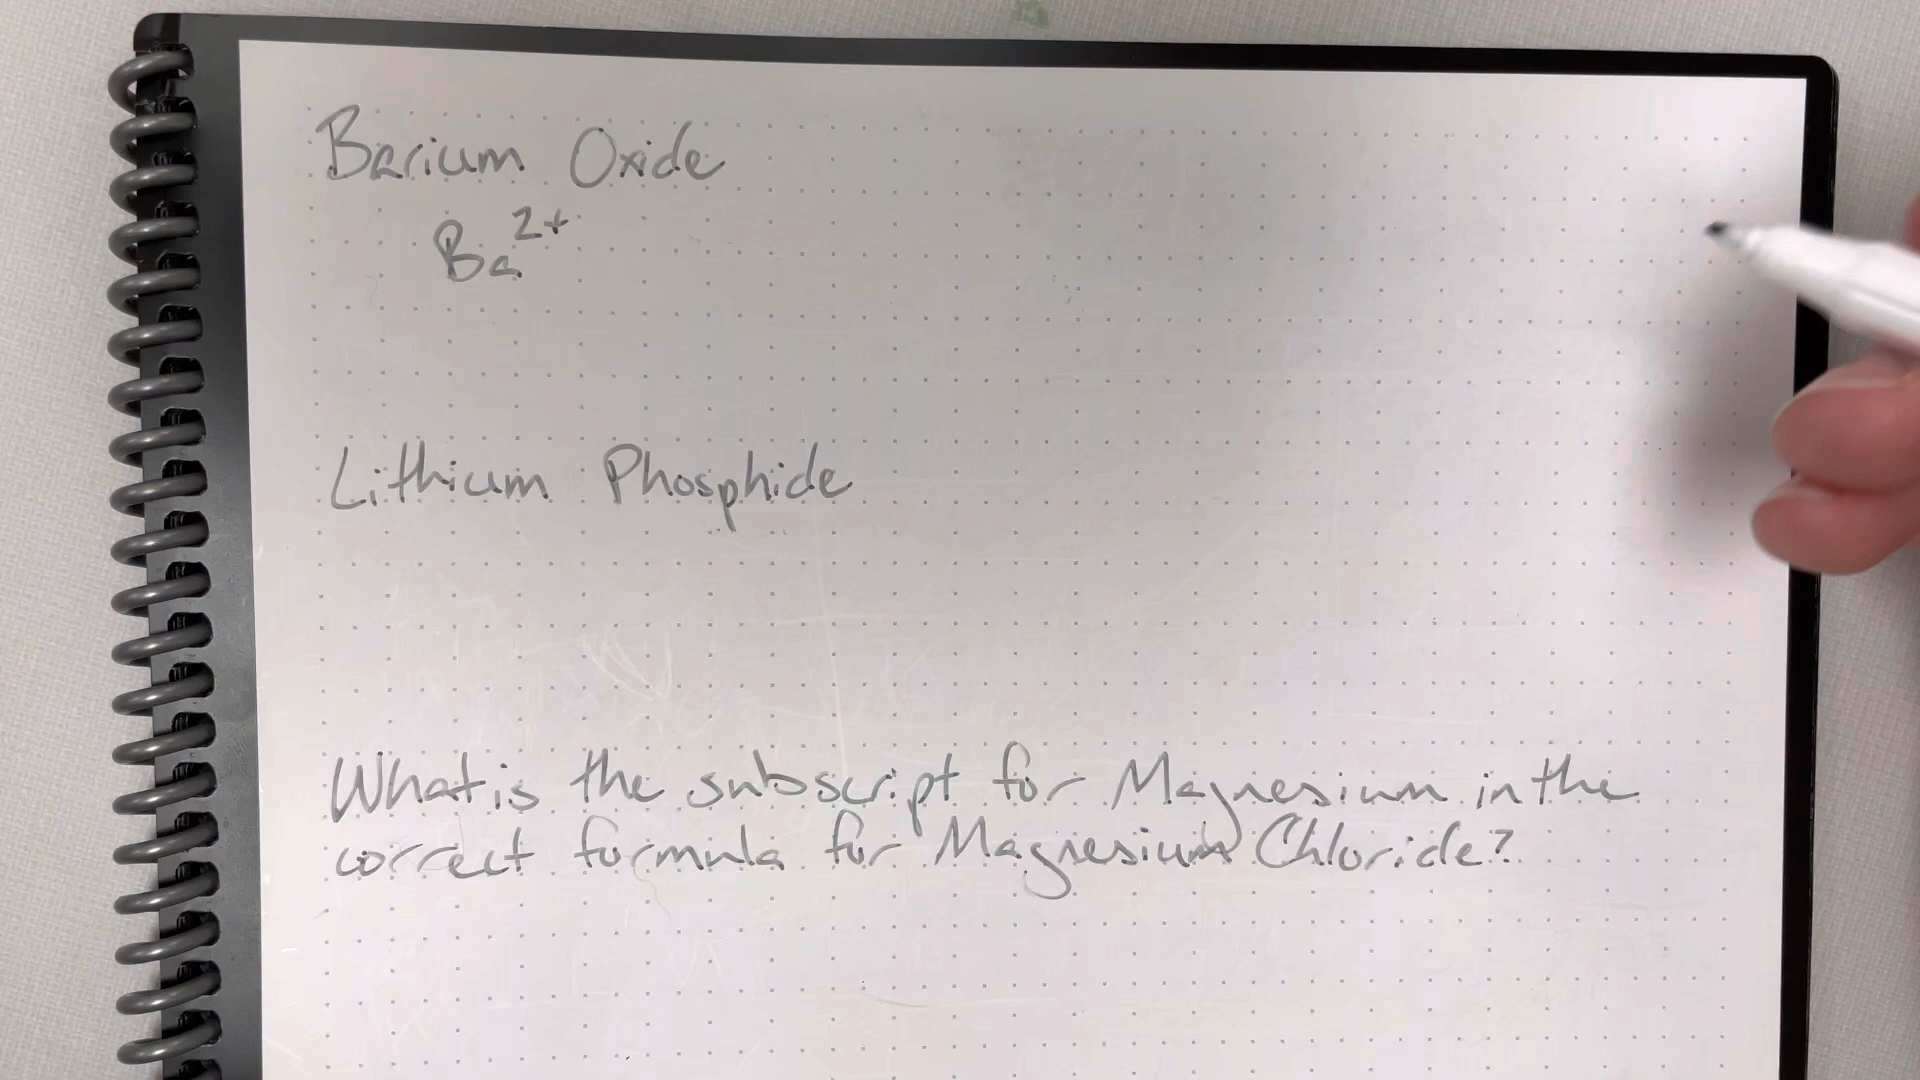 Barium Oxide
Ba²⁺
Lithium Phosphide
What is the subscript for Magnesium in the
correct formula for Magnesium Chloride?